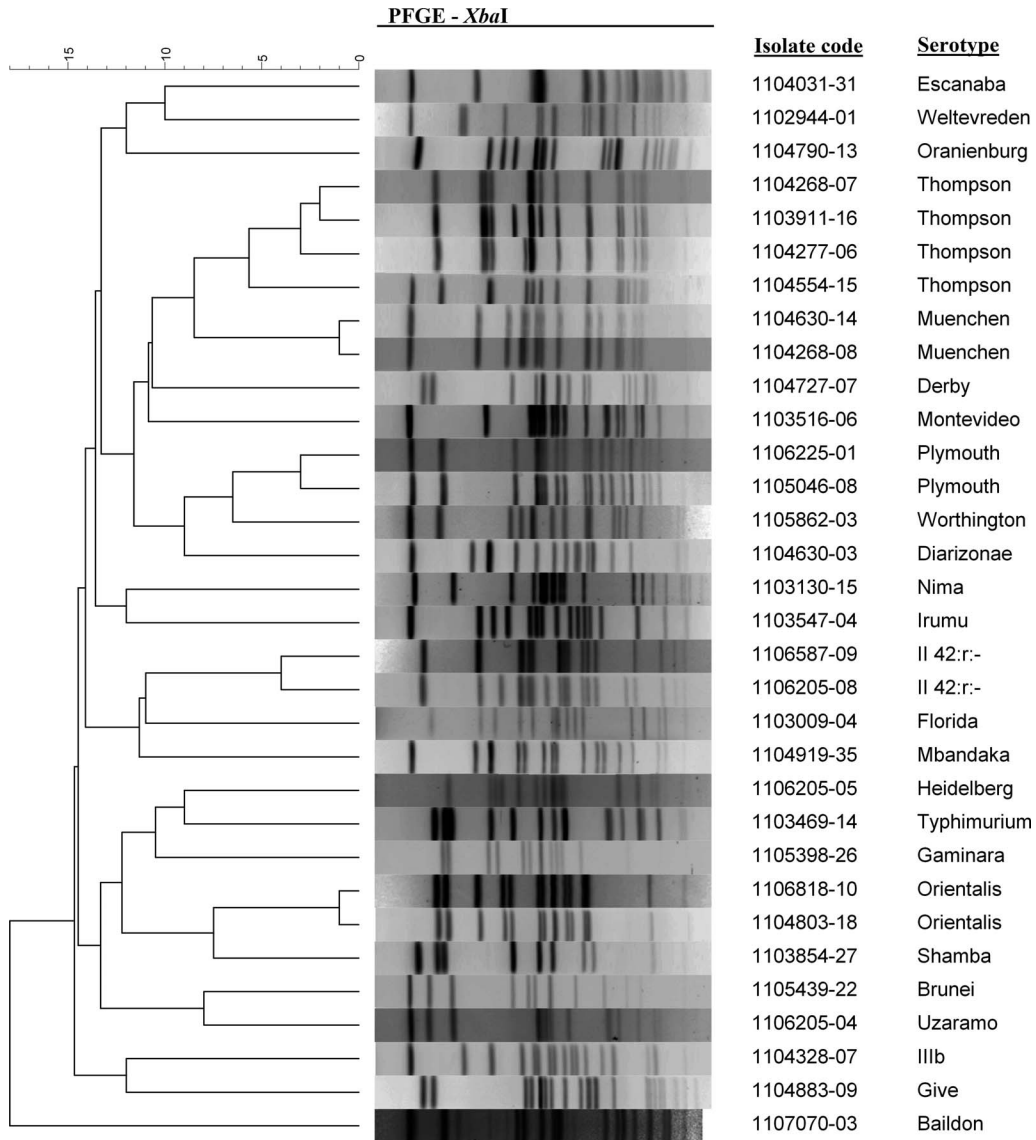 PFGE - XbaI
15 10 5 0
Isolate code Serotype
1104031-31 Escanaba
1102944-01 Weltevreden
1104790-13 Oranienburg
1104268-07 Thompson
1103911-16 Thompson
1104277-06 Thompson
1104554-15 Thompson
1104630-14 Muenchen
1104268-08 Muenchen
1104727-07 Derby
1103516-06 Montevideo
1106225-01 Plymouth
1105046-08 Plymouth
1105862-03 Worthington
1104630-03 Diarizonae
1103130-15 Nima
1103547-04 Irumu
1106587-09 II 42:r:-
1106205-08 II 42:r:-
1103009-04 Florida
1104919-35 Mbandaka
1106205-05 Heidelberg
1103469-14 Typhimurium
1105398-26 Gaminara
1106818-10 Orientalis
1104803-18 Orientalis
1103854-27 Shamba
1105439-22 Brunei
1106205-04 Uzaramo
1104328-07 IIIb
1104883-09 Give
1107070-03 Baildon